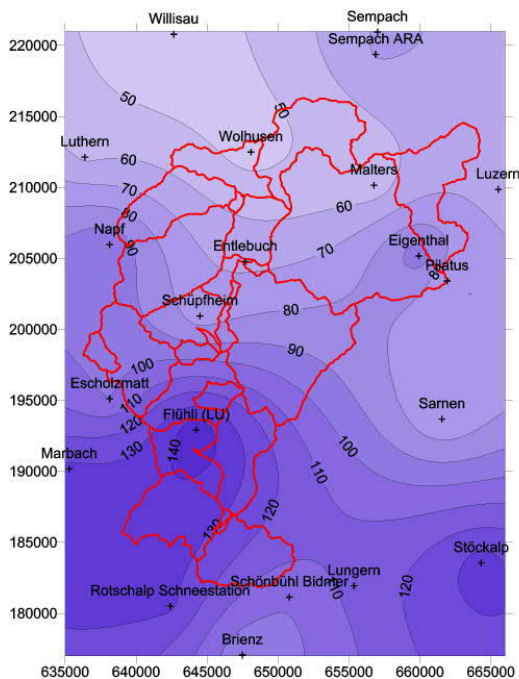 Willisau
Sempach
220000
Sempach ARA
50
215000
50
Wolhusen
Luthern
60
Malters
Luzern
210000
70
80
60
Napf
90
70
Eigenthal
205000
Entlebuch
80
Pilatus
Schüpfheim
80
200000
90
100
Escholzmatt
195000
110
Sarnen
120
Flühli (LU)
100
130
140
Marbach
190000
110
120
185000
130
Stöckalp
Lungern
Rotschalp Schneestation
Schönbühl Bidmer
120
180000
110
Brienz
635000 640000 645000 650000 655000 660000 665000